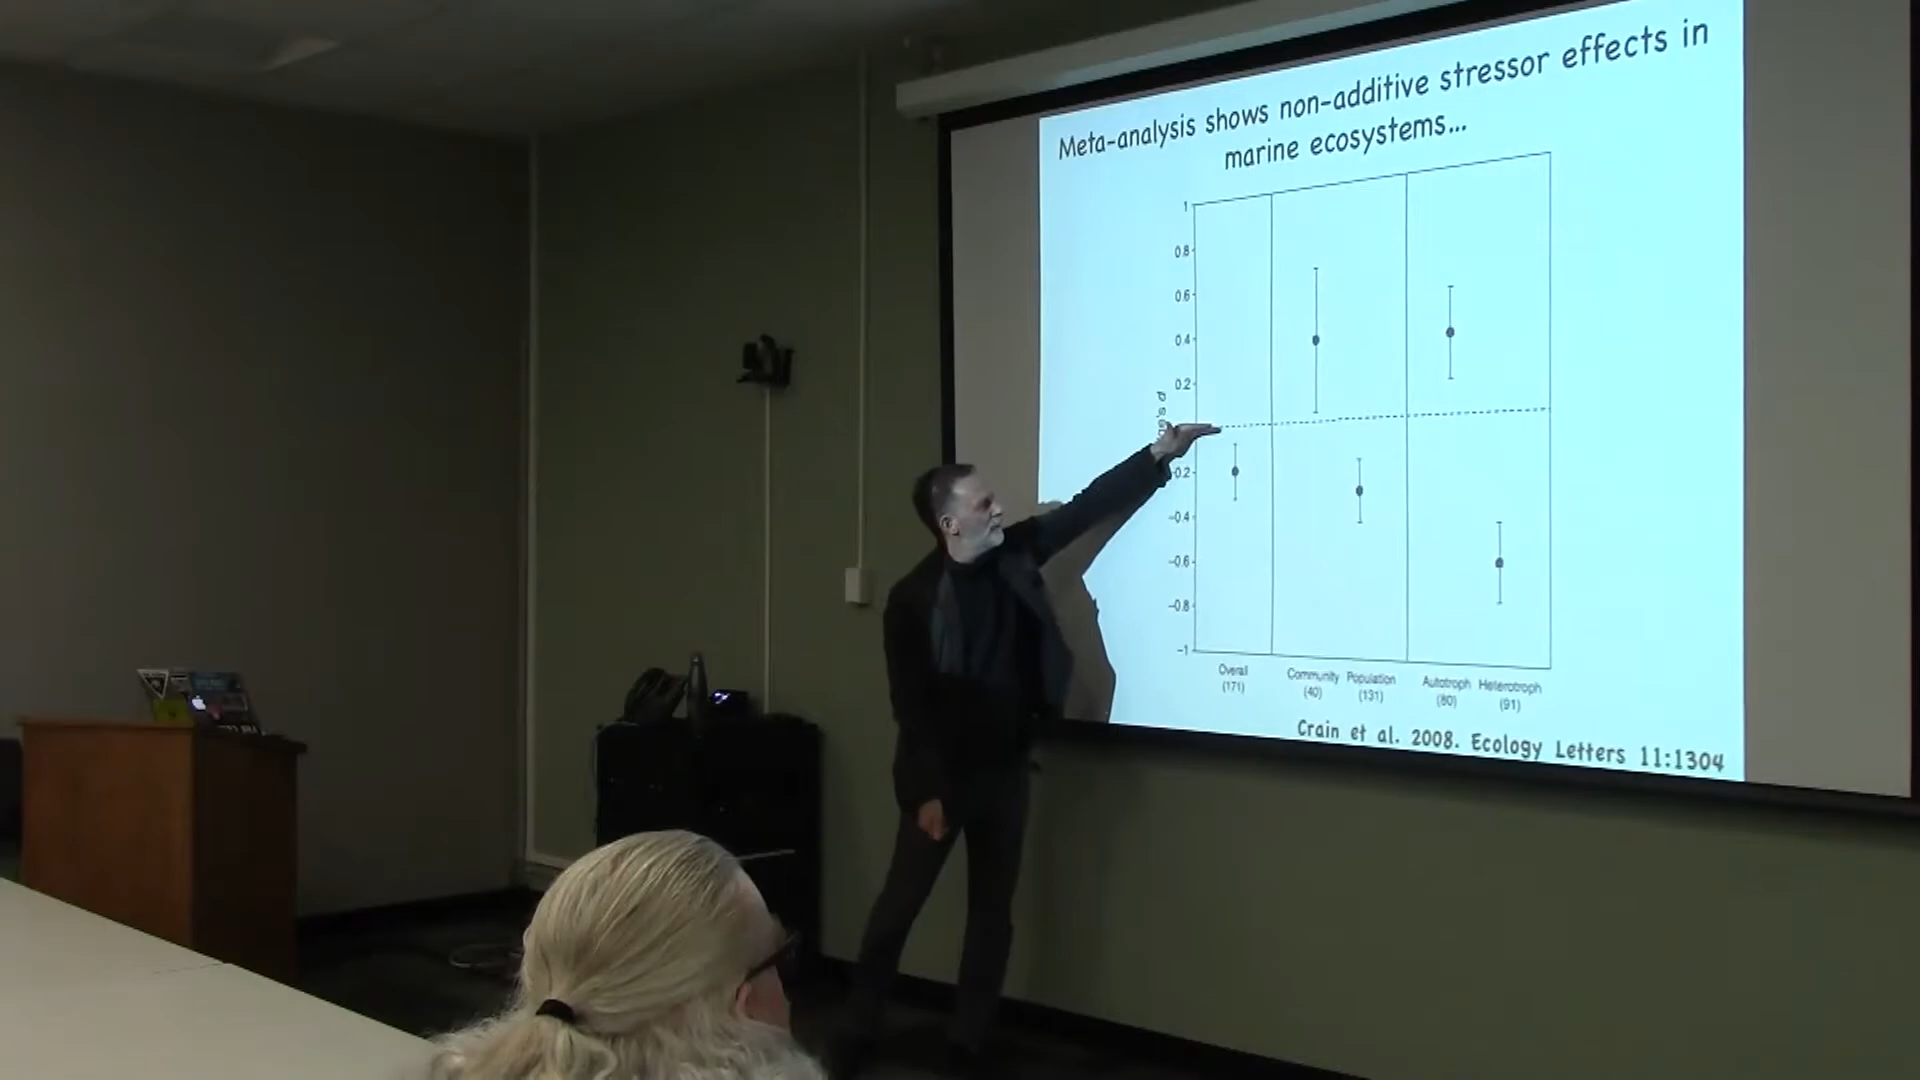 Meta-analysis shows non-additive stressor effects in
marine ecosystems...
1
0.8
0.6
0.4
0.2
-0.2
-0.4
-0.6
-0.8
-1
Overall Community Population Autotroph Heterotroph
(171) (40) (131) (80) (91)
Crain et al. 2008. Ecology Letters 11:1304